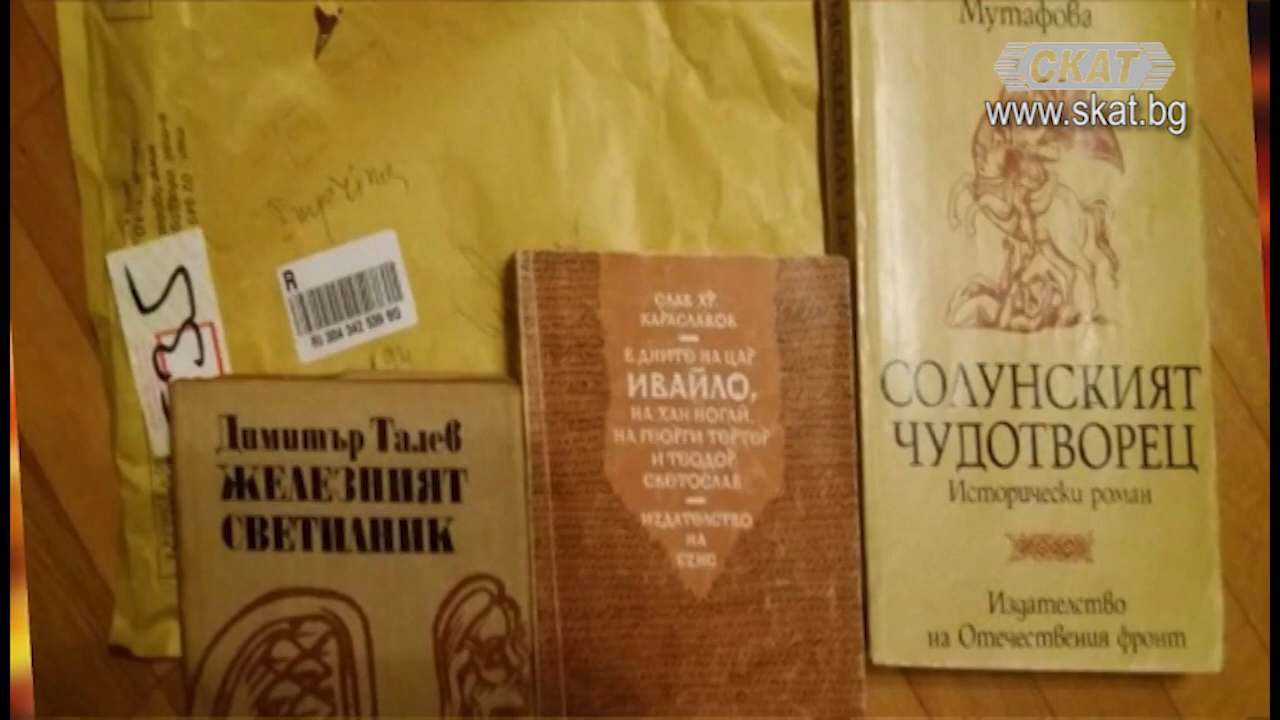 Мутафова
СКАТ
www.skat.bg
СОЛУНСКИЯТ
ЧУДОТВОРЕЦ
Исторически роман
Издателство
на Отечествения фронт
R
Димитър Талев
ЖЕЛЕЗНИЯТ
СВЕТИЛНИК
СЛАВ ХР.
КАРАСЛАВОВ
В ДНИТЕ НА ЦАР
ИВАЙЛО,
НА ХАН НОГАЙ,
НА ГЕОРГИ ТЕРТЕР
И ТЕОДОР
СВЕТОСЛАВ
ИЗДАТЕЛСТВО
НА
БЗНС